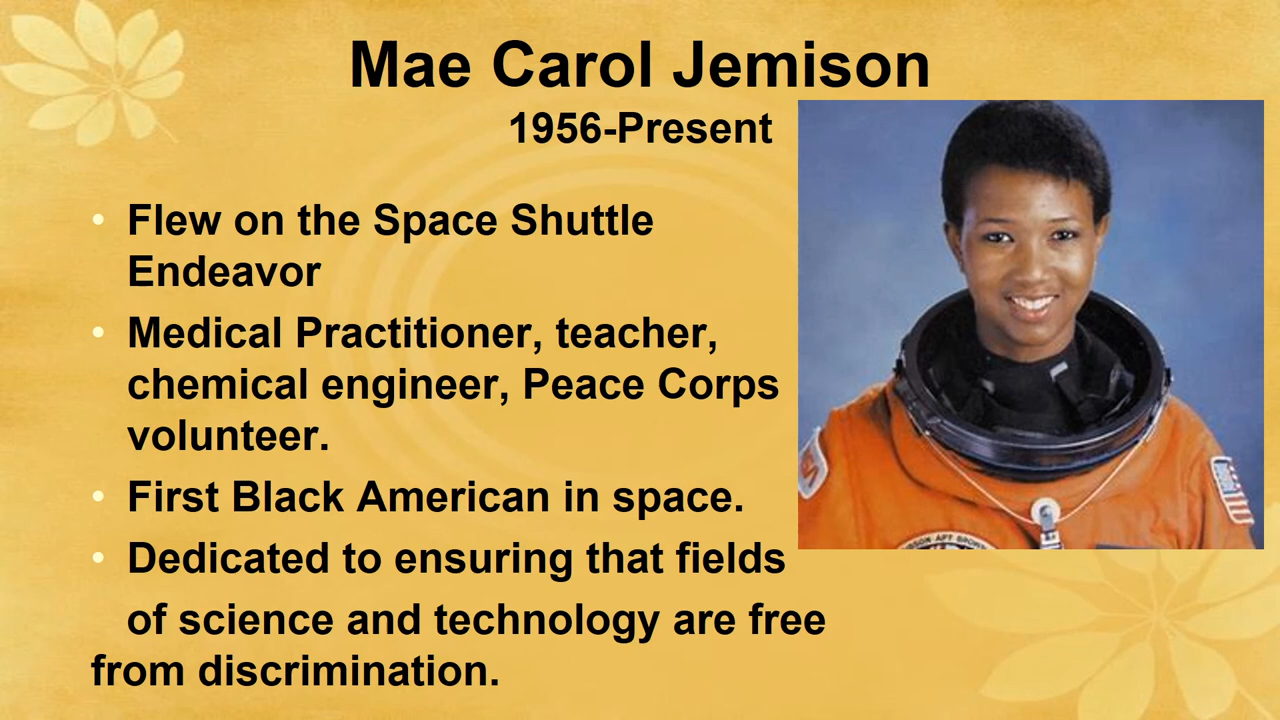 Mae Carol Jemison
1956-Present
• Flew on the Space Shuttle
Endeavor
• Medical Practitioner, teacher,
chemical engineer, Peace Corps
volunteer.
• First Black American in space.
• Dedicated to ensuring that fields
of science and technology are free
from discrimination.